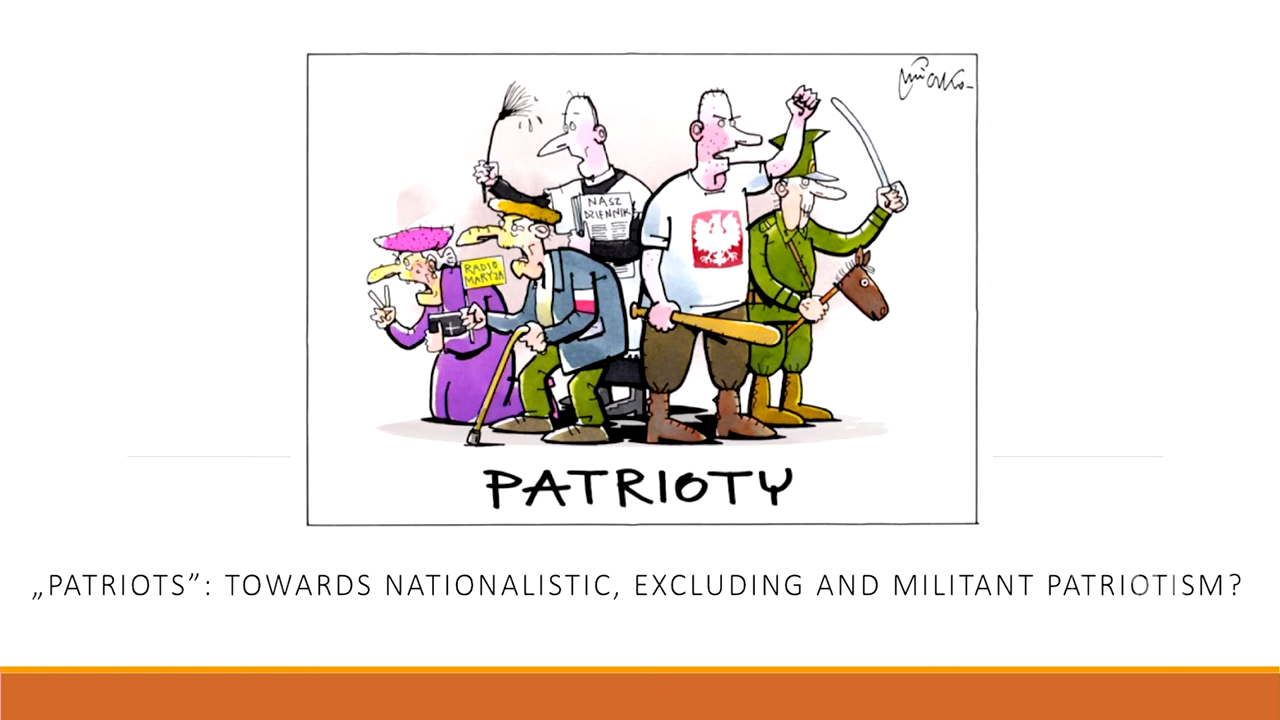 NASZ
DZIENNIK
RADIO
MARYJA
PATRIOTY
„PATRIOTS”: TOWARDS NATIONALISTIC, EXCLUDING AND MILITANT PATRIOTISM?